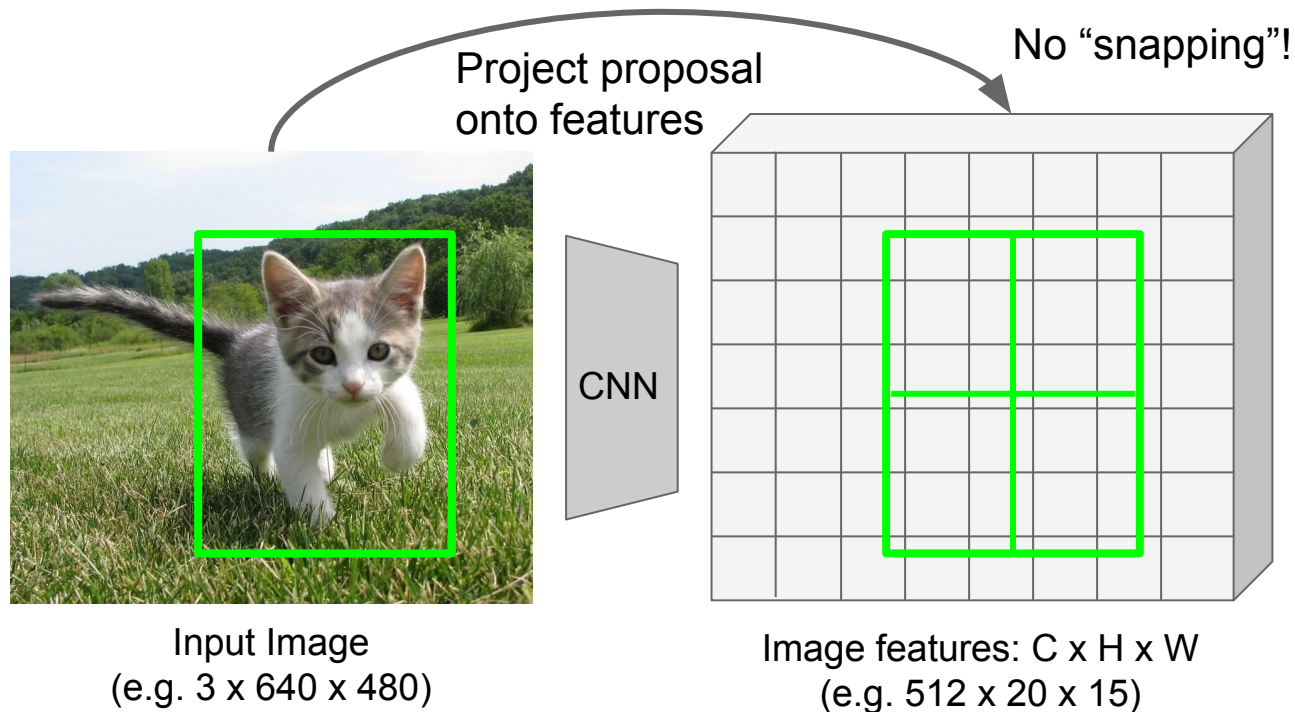 No “snapping”!
Project proposal
onto features
CNN
Input Image
(e.g. 3 x 640 x 480)
Image features: C x H x W
(e.g. 512 x 20 x 15)